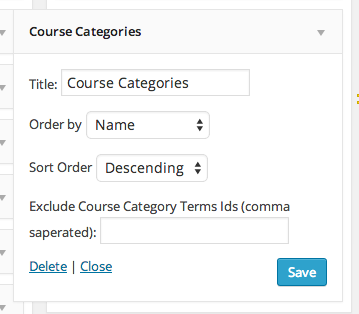 Course Categories
Title: Course Categories
Order by Name
Sort Order Descending
Exclude Course Category Terms Ids (comma
saperated):
Delete | Close Save